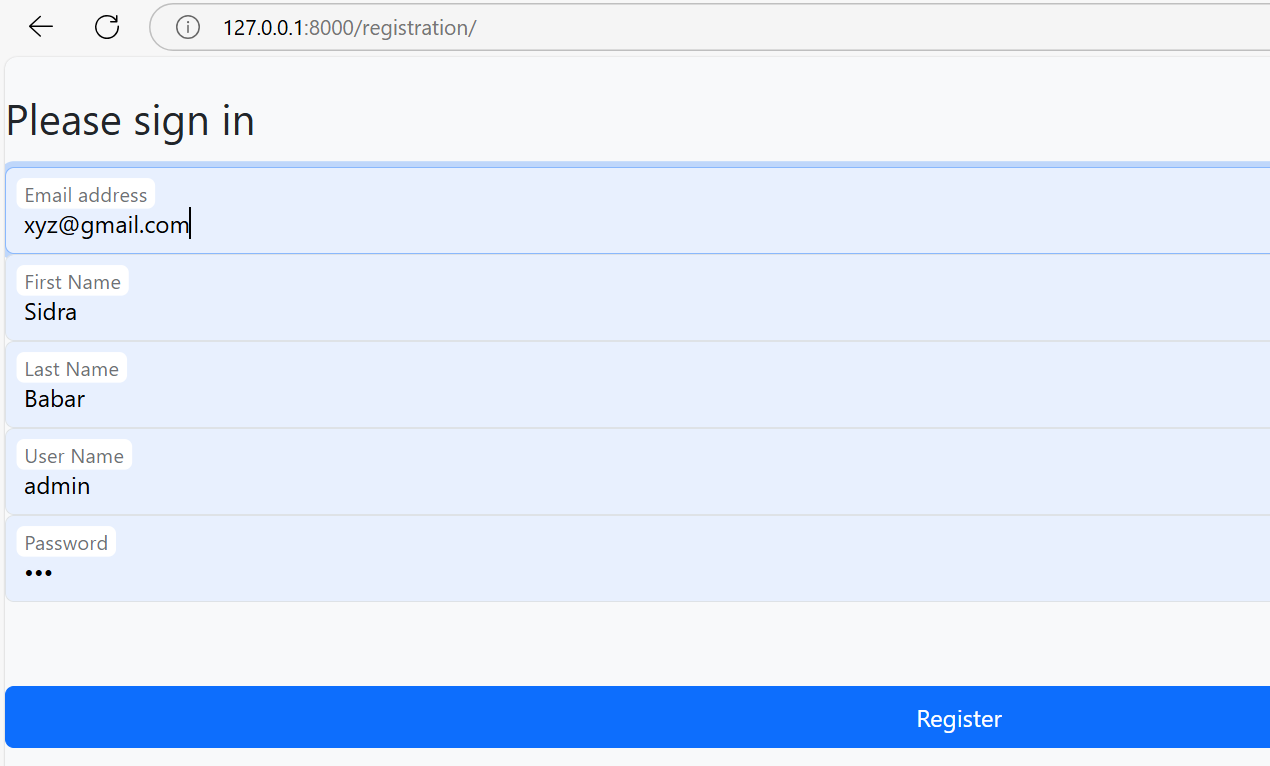 127.0.0.1:8000/registration/
Please sign in
Email address
xyz@gmail.com
First Name
Sidra
Last Name
Babar
User Name
admin
Password
•••
Register